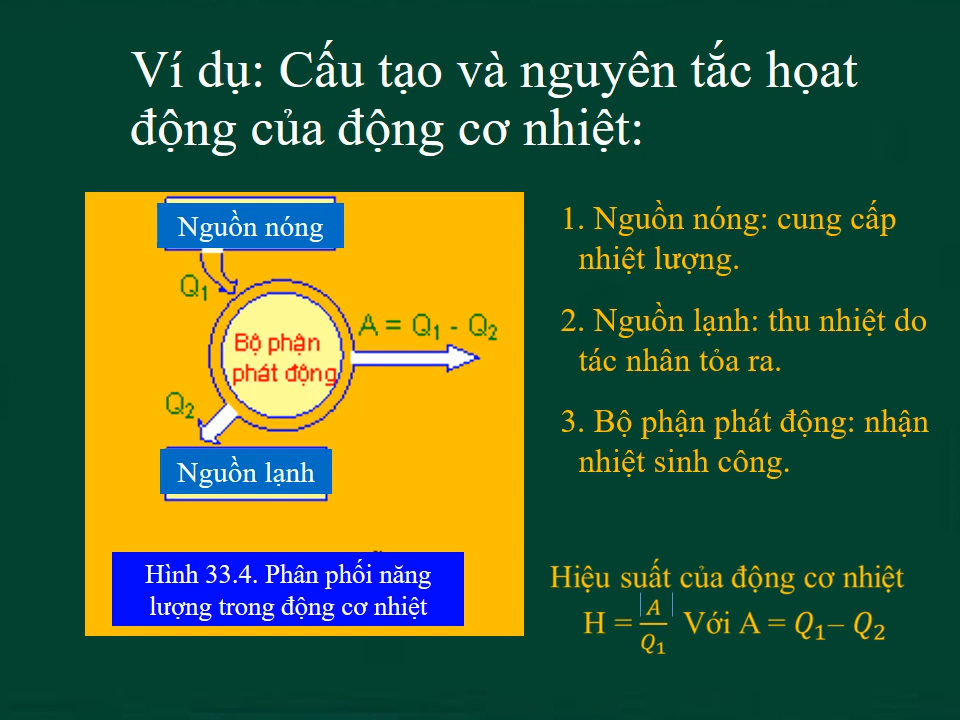 Ví dụ: Cấu tạo và nguyên tắc họat
động của động cơ nhiệt:
Nguồn nóng
Q1
A = Q1 - Q2
Bộ phận
phát động
Q2
Nguồn lạnh
Hình 33.4. Phân phối năng
lượng trong động cơ nhiệt
1. Nguồn nóng: cung cấp
nhiệt lượng.
2. Nguồn lạnh: thu nhiệt do
tác nhân tỏa ra.
3. Bộ phận phát động: nhận
nhiệt sinh công.
Hiệu suất của động cơ nhiệt
H = |A|/Q1 Với A = Q1– Q2